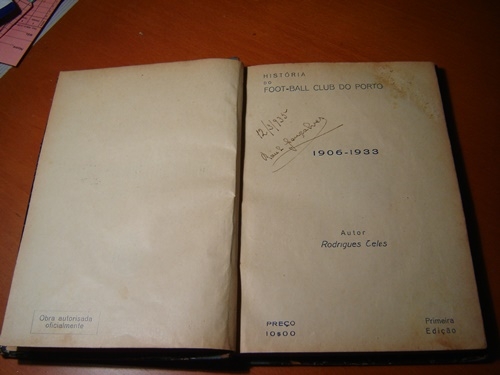 Obra autorizada
oficialmente
HISTÓRIA
DO
FOOT-BALL CLUB DO PORTO
1906-1933
Autor
Rodrigues Teles
PREÇO
10$00
Primeira
Edição